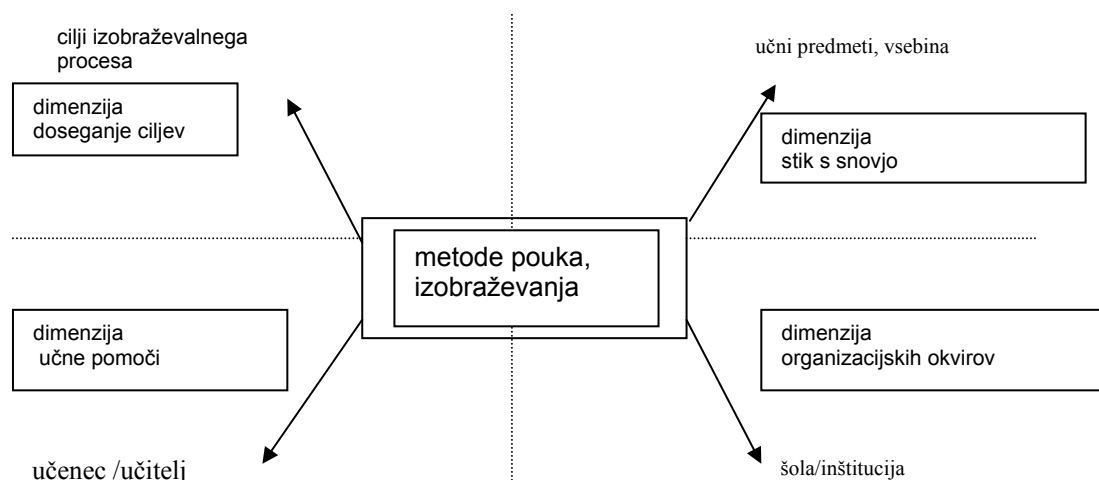 cilji izobraževalnega
procesa
učni predmeti, vsebina
dimenzija
doseganje ciljev
dimenzija
stik s snovjo
metode pouka,
izobraževanja
dimenzija
učne pomoči
dimenzija
organizacijskih okvirov
učenec /učitelj
šola/inštitucija